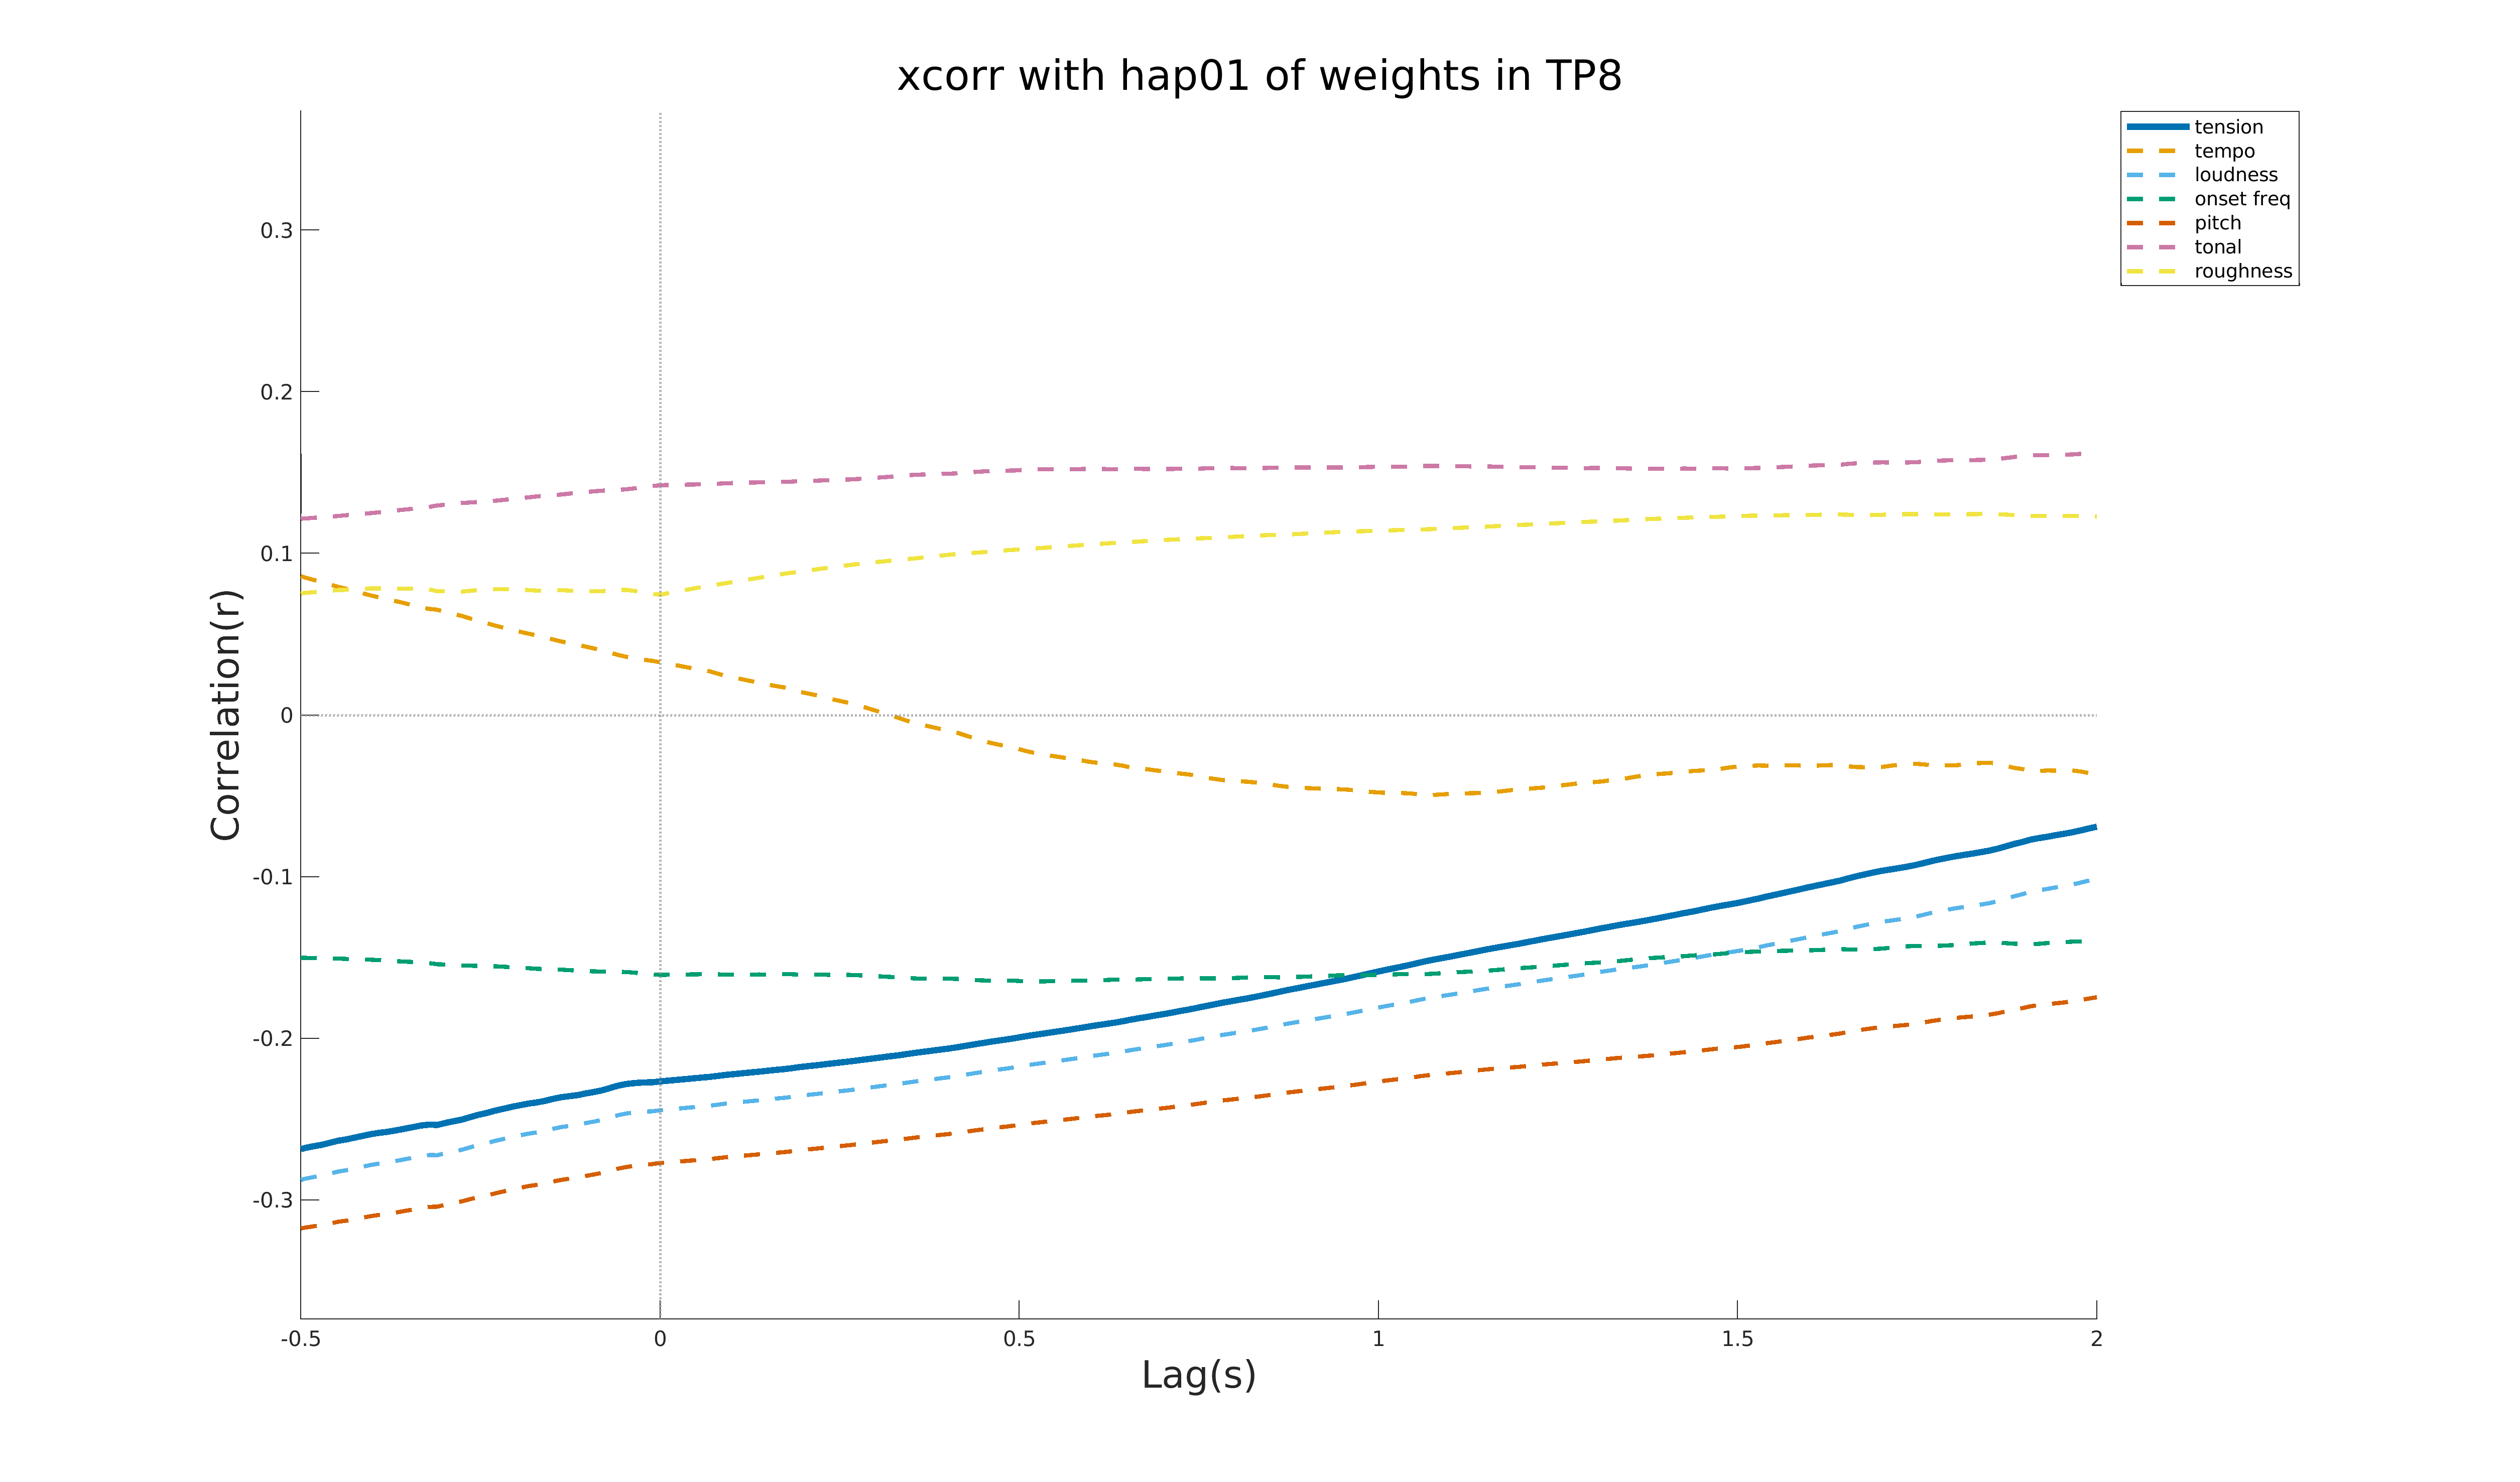 xcorr with hap01 of weights in TP8
tension
tempo
loudness
onset freq
pitch
tonal
roughness
Correlation(r)
0.3
0.2
0.1
0
-0.1
-0.2
-0.3
-0.5
0
0.5
1
1.5
2
Lag(s)